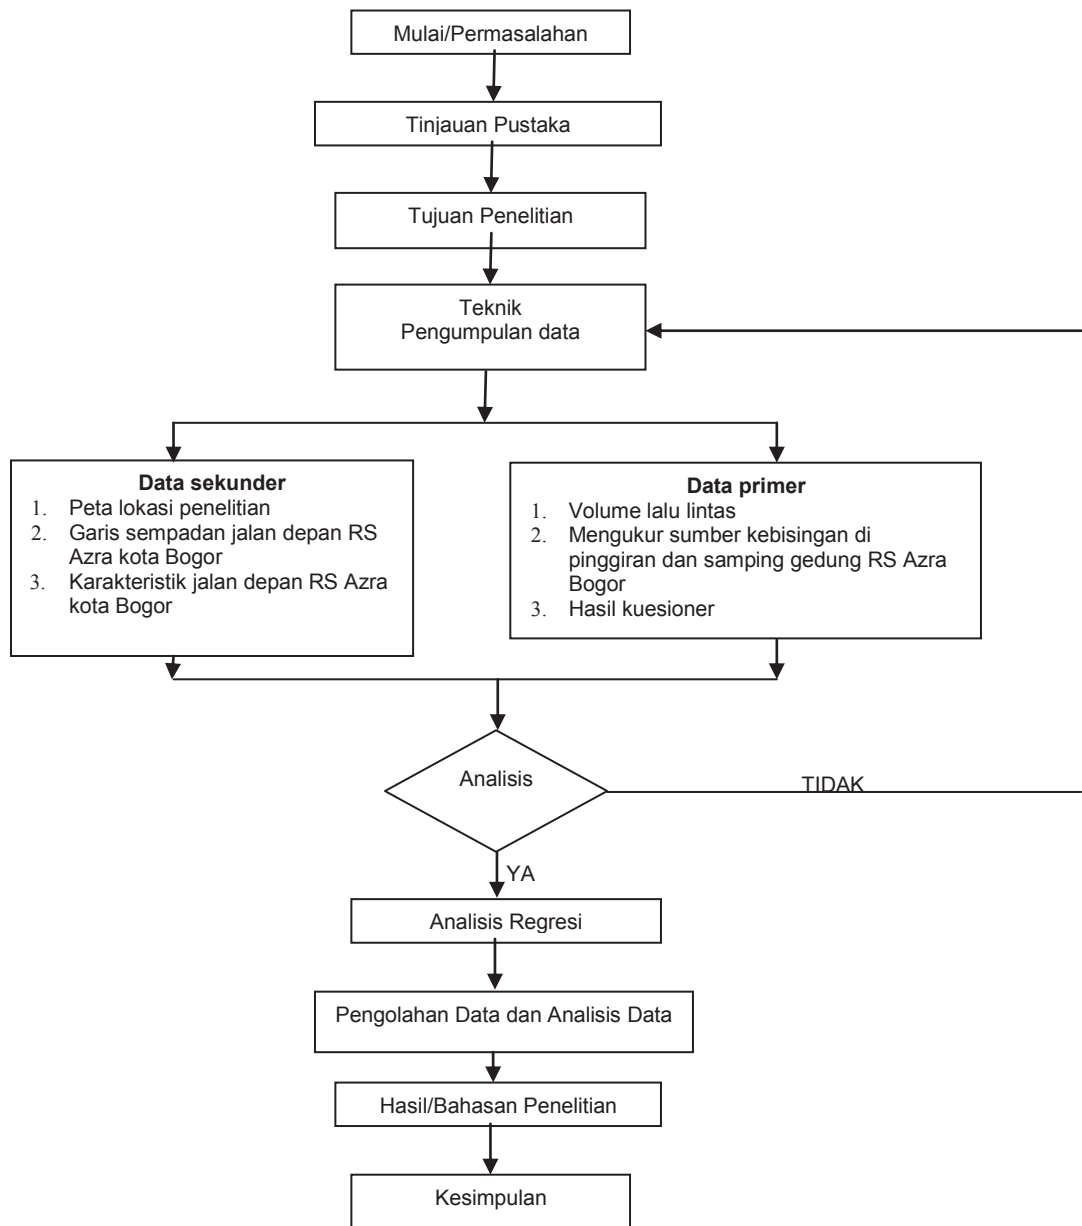 Mulai/Permasalahan
Tinjauan Pustaka
Tujuan Penelitian
Teknik
Pengumpulan data
Data sekunder
1. Peta lokasi penelitian
2. Garis sempadan jalan depan RS
Azra kota Bogor
3. Karakteristik jalan depan RS Azra
kota Bogor
Data primer
1. Volume lalu lintas
2. Mengukur sumber kebisingan di
pinggiran dan samping gedung RS Azra
Bogor
3. Hasil kuesioner
Analisis
TIDAK
YA
Analisis Regresi
Pengolahan Data dan Analisis Data
Hasil/Bahasan Penelitian
Kesimpulan